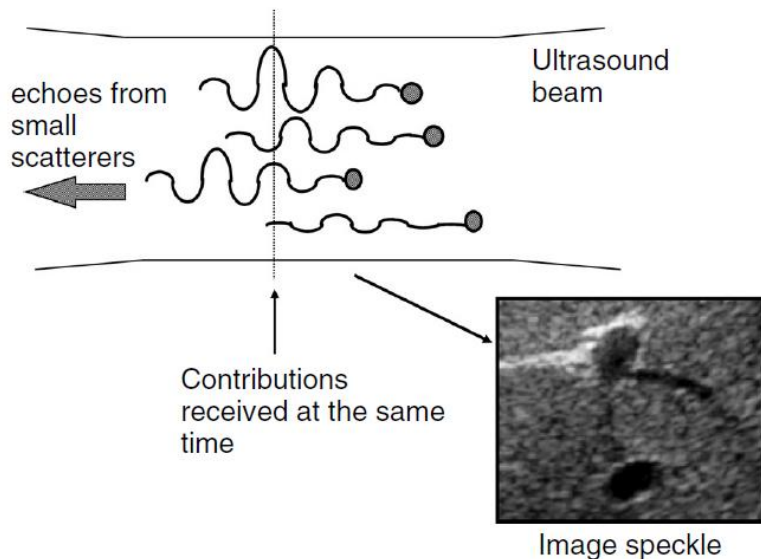 Ultrasound
beam
echoes from
small
scatterers
Contributions
received at the same
time
Image speckle